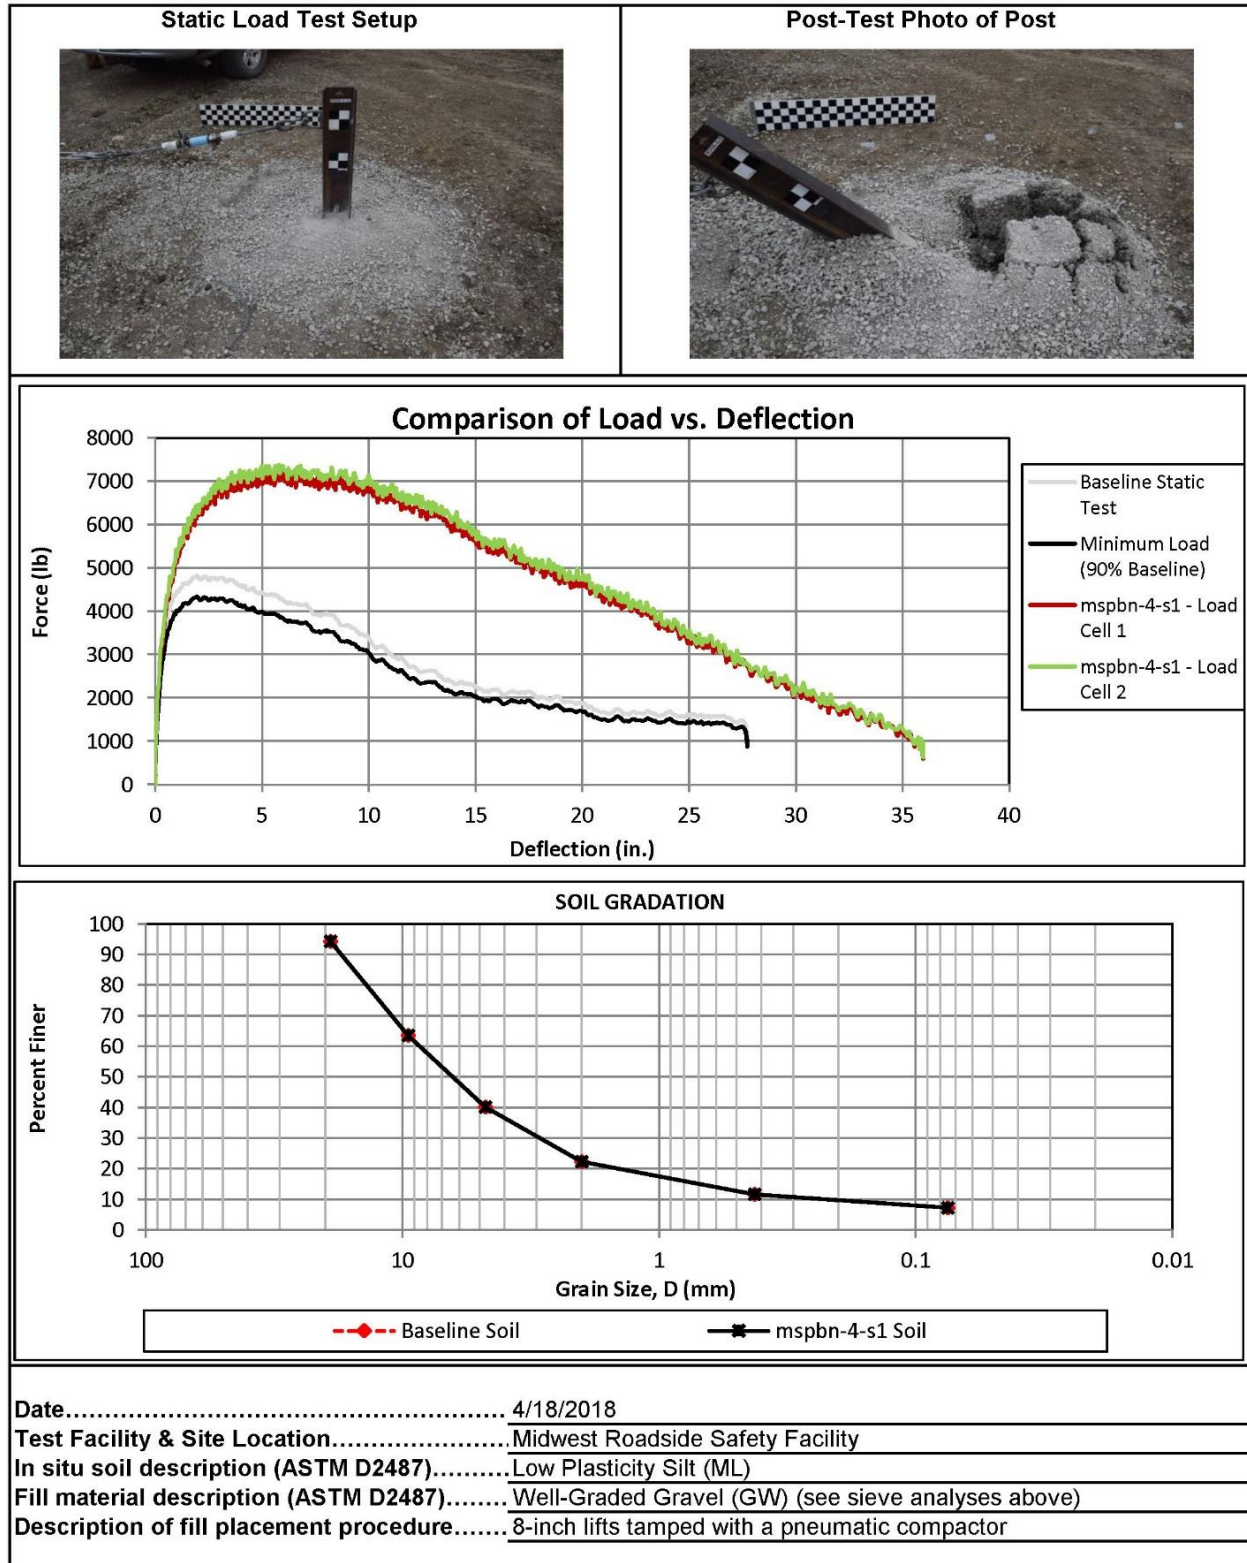 Static Load Test Setup
Post-Test Photo of Post
Comparison of Load vs. Deflection
8000
7000
6000
5000
4000
3000
2000
1000
0
Force (lb)
0 5 10 15 20 25 30 35 40
Deflection (in.)
Baseline Static
Test
Minimum Load
(90% Baseline)
mspbn-4-s1 - Load
Cell 1
mspbn-4-s1 - Load
Cell 2
SOIL GRADATION
100
90
80
70
60
50
40
30
20
10
0
Percent Finer
100 10 1 0.1 0.01
Grain Size, D (mm)
Baseline Soil mspbn-4-s1 Soil
Date........................................................ 4/18/2018
Test Facility & Site Location....................... Midwest Roadside Safety Facility
In situ soil description (ASTM D2487).......... Low Plasticity Silt (ML)
Fill material description (ASTM D2487)........ Well-Graded Gravel (GW) (see sieve analyses above)
Description of fill placement procedure....... 8-inch lifts tamped with a pneumatic compactor